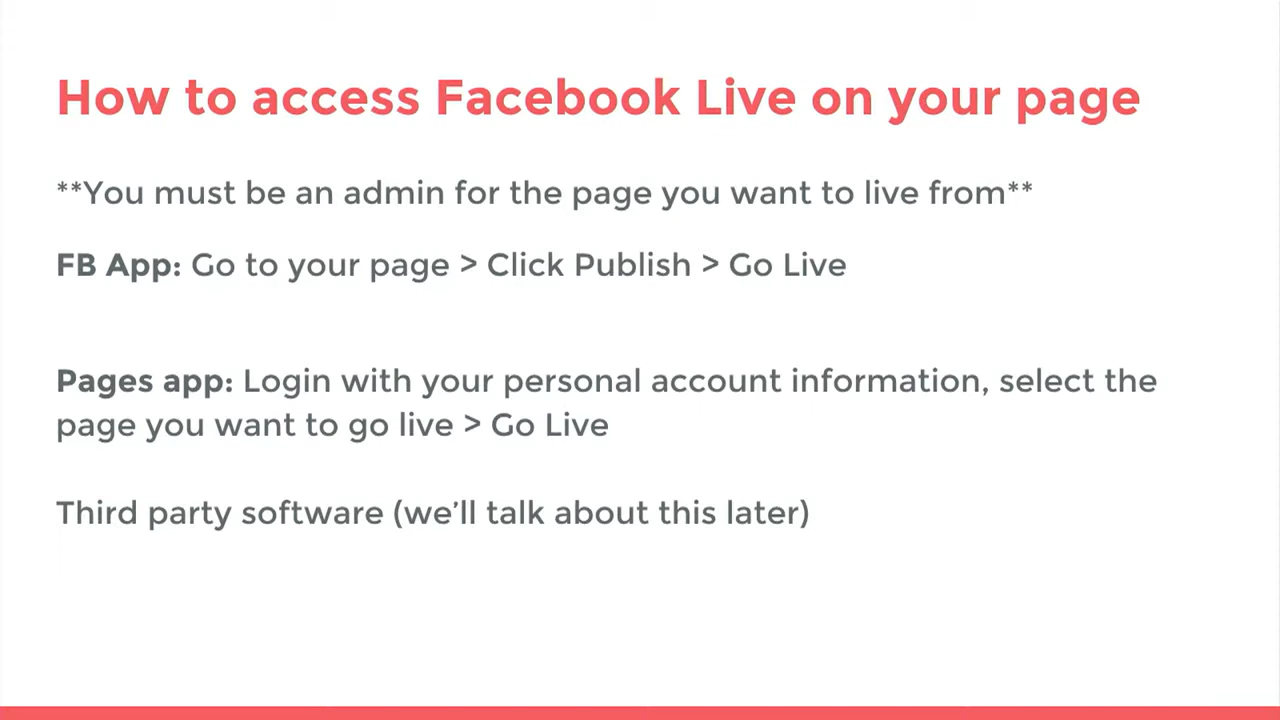 How to access Facebook Live on your page
**You must be an admin for the page you want to live from**
FB App: Go to your page > Click Publish > Go Live
Pages app: Login with your personal account information, select the
page you want to go live > Go Live
Third party software (we’ll talk about this later)